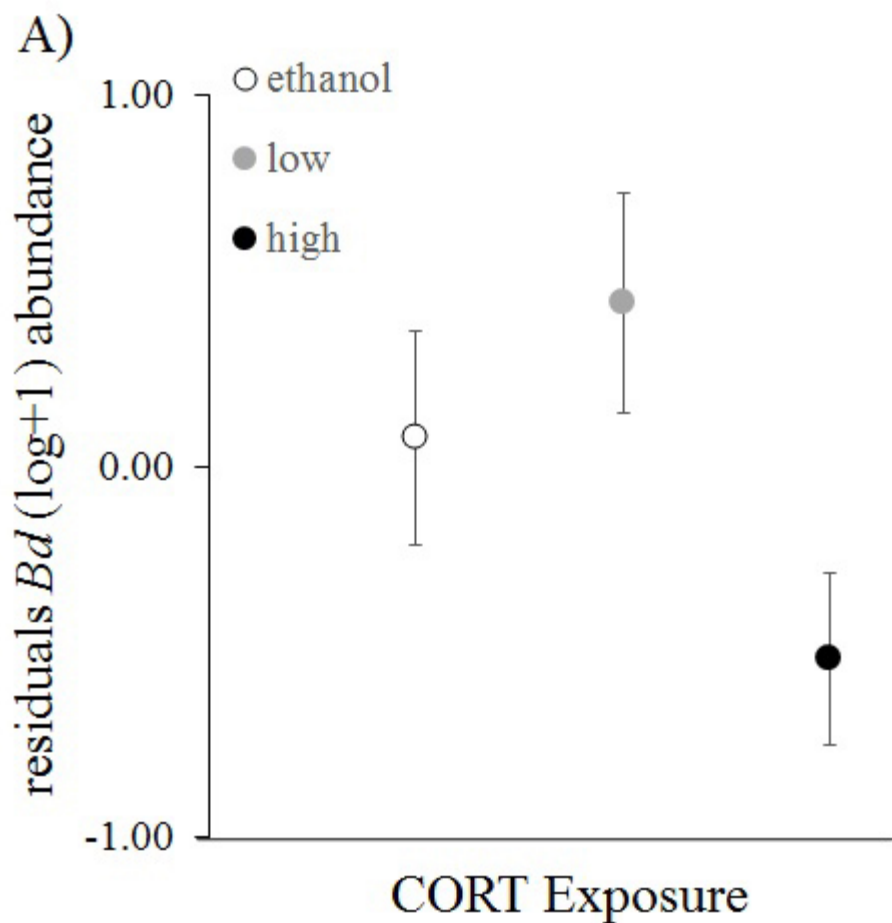 A)
1.00
ethanol
low
high
residuals Bd (log+1) abundance
0.00
-1.00
CORT Exposure